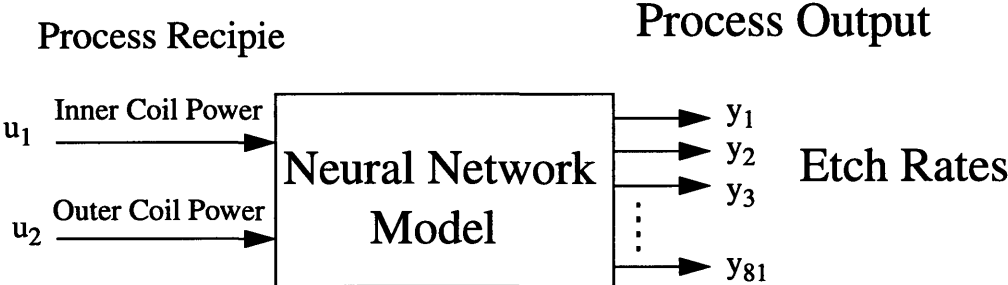 Process Recipie
Process Output
Inner Coil Power
u1
Outer Coil Power
u2
Neural Network
Model
y1
y2
y3
y81
Etch Rates